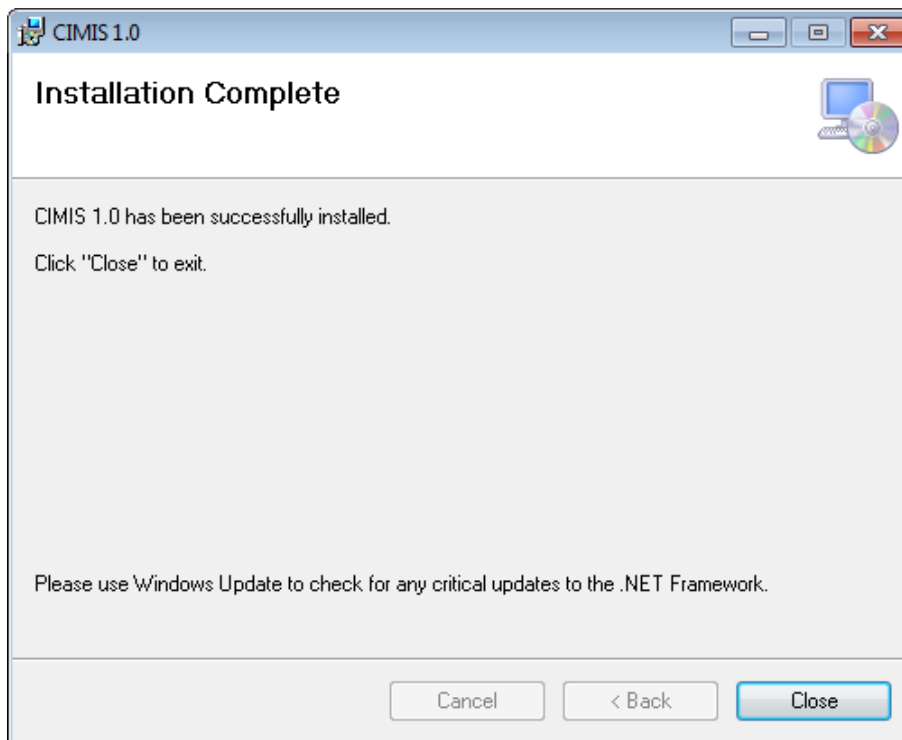 CIMIS 1.0
Installation Complete
CIMIS 1.0 has been successfully installed.
Click "Close" to exit.
Please use Windows Update to check for any critical updates to the .NET Framework.
Cancel
< Back
Close